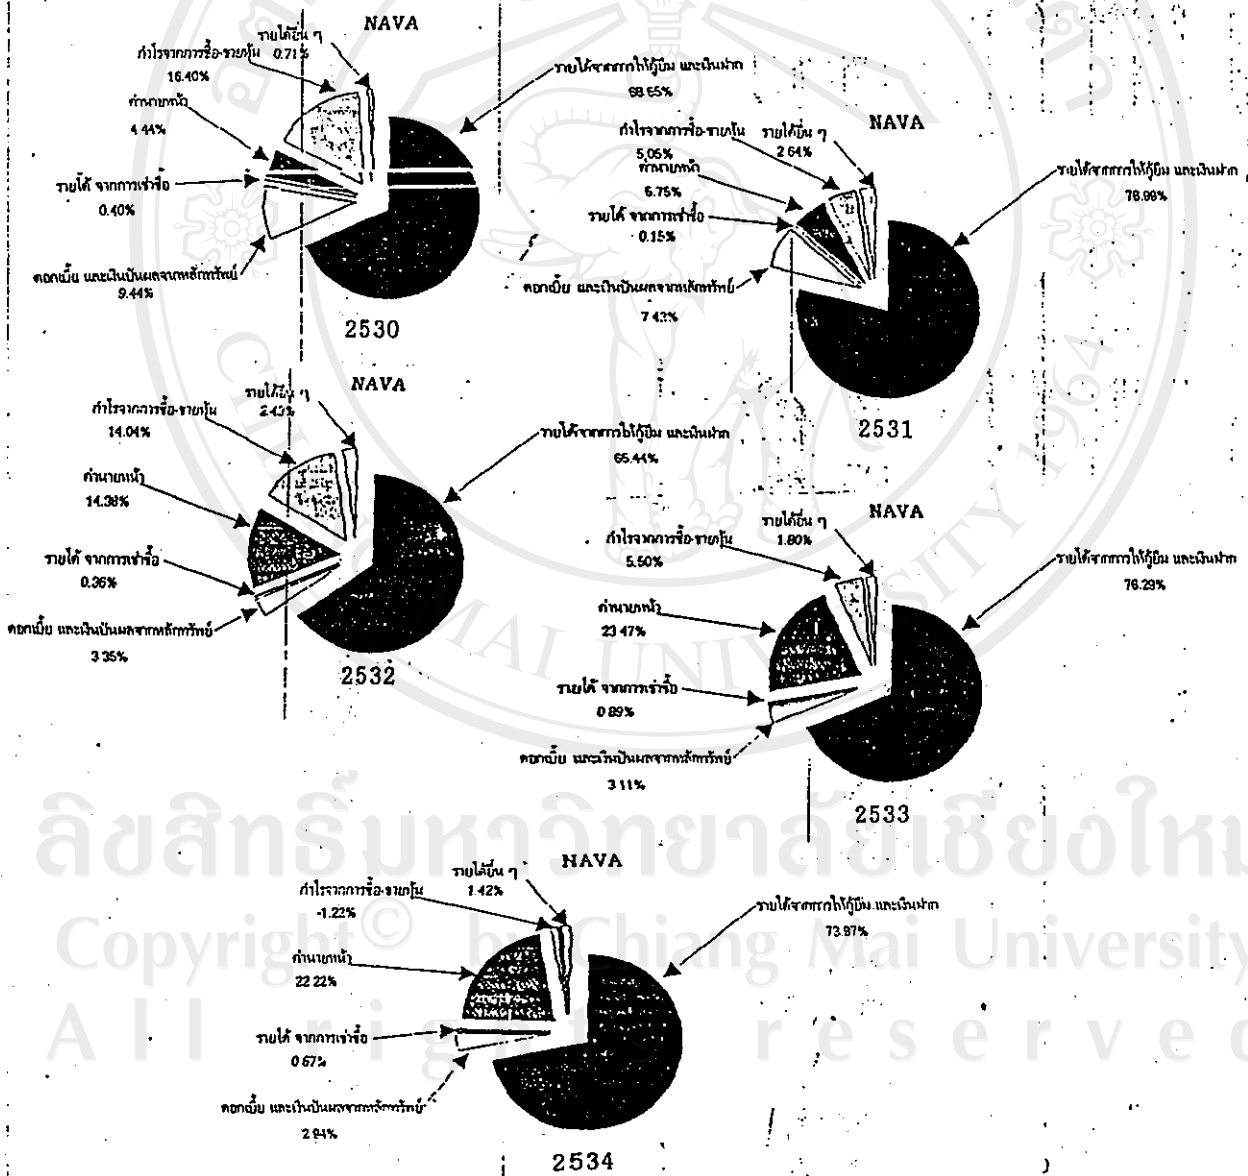 NAVA
รายได้อื่น ๆ
0.71%
กำไรจากการซื้อ-ขายหุ้น
16.40%
ค่านายหน้า
4.44%
รายได้ จากการเช่าซื้อ
0.40%
ดอกเบี้ย และเงินปันผลจากหลักทรัพย์
9.44%
รายได้จากการให้กู้ยืม และเงินฝาก
68.65%
2530
NAVA
กำไรจากการซื้อ-ขายหุ้น
5.05%
รายได้อื่น ๆ
2.64%
ค่านายหน้า
6.75%
รายได้ จากการเช่าซื้อ
0.15%
ดอกเบี้ย และเงินปันผลจากหลักทรัพย์
7.43%
รายได้จากการให้กู้ยืม และเงินฝาก
2531
NAVA
รายได้อื่น ๆ
2.43%
กำไรจากการซื้อ-ขายหุ้น
14.04%
ค่านายหน้า
14.38%
รายได้ จากการเช่าซื้อ
0.36%
ดอกเบี้ย และเงินปันผลจากหลักทรัพย์
3.35%
รายได้จากการให้กู้ยืม และเงินฝาก
65.44%
2532
NAVA
รายได้อื่น ๆ
1.80%
กำไรจากการซื้อ-ขายหุ้น
5.50%
ค่านายหน้า
23.47%
รายได้ จากการเช่าซื้อ
0.89%
ดอกเบี้ย และเงินปันผลจากหลักทรัพย์
3.11%
รายได้จากการให้กู้ยืม และเงินฝาก
76.29%
2533
NAVA
รายได้อื่น ๆ
1.42%
กำไรจากการซื้อ-ขายหุ้น
-1.22%
ค่านายหน้า
22.22%
รายได้ จากการเช่าซื้อ
0.67%
ดอกเบี้ย และเงินปันผลจากหลักทรัพย์
2.94%
รายได้จากการให้กู้ยืม และเงินฝาก
73.97%
2534
CHIANG MAI UNIVERSITY 1964
ลิขสิทธิ์มหาวิทยาลัยเชียงใหม่
Copyright© by Chiang Mai University
All rights reserved